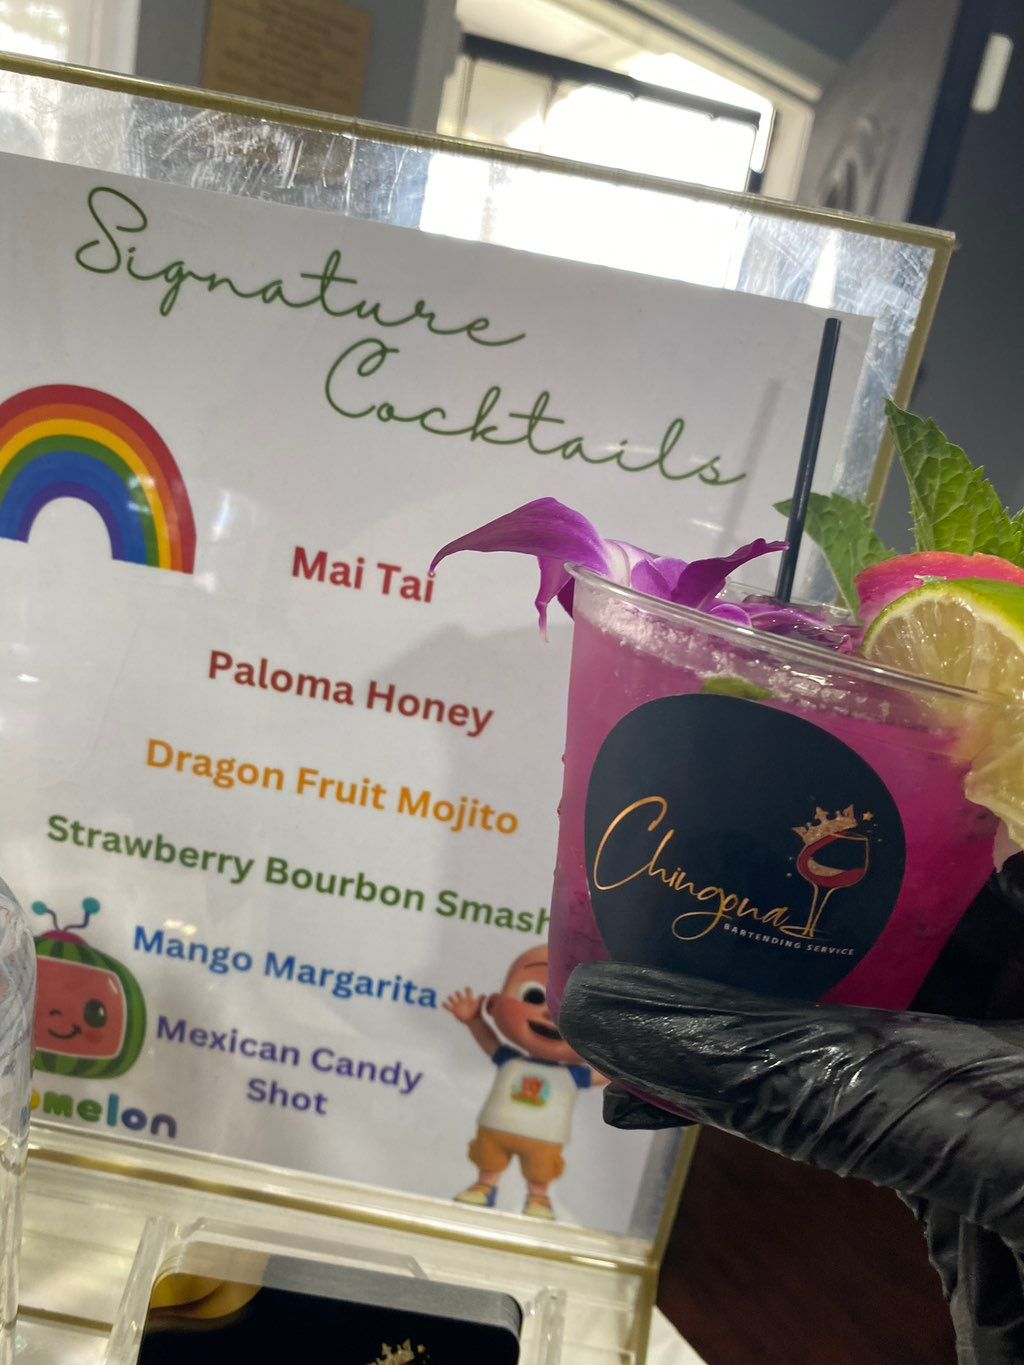 Signature
Cocktails
Mai Tai
Paloma Honey
Dragon Fruit Mojito
Strawberry Bourbon Smash
Mango Margarita
Mexican Candy
Shot
omelon
Chingona
BARTENDING SERVICE